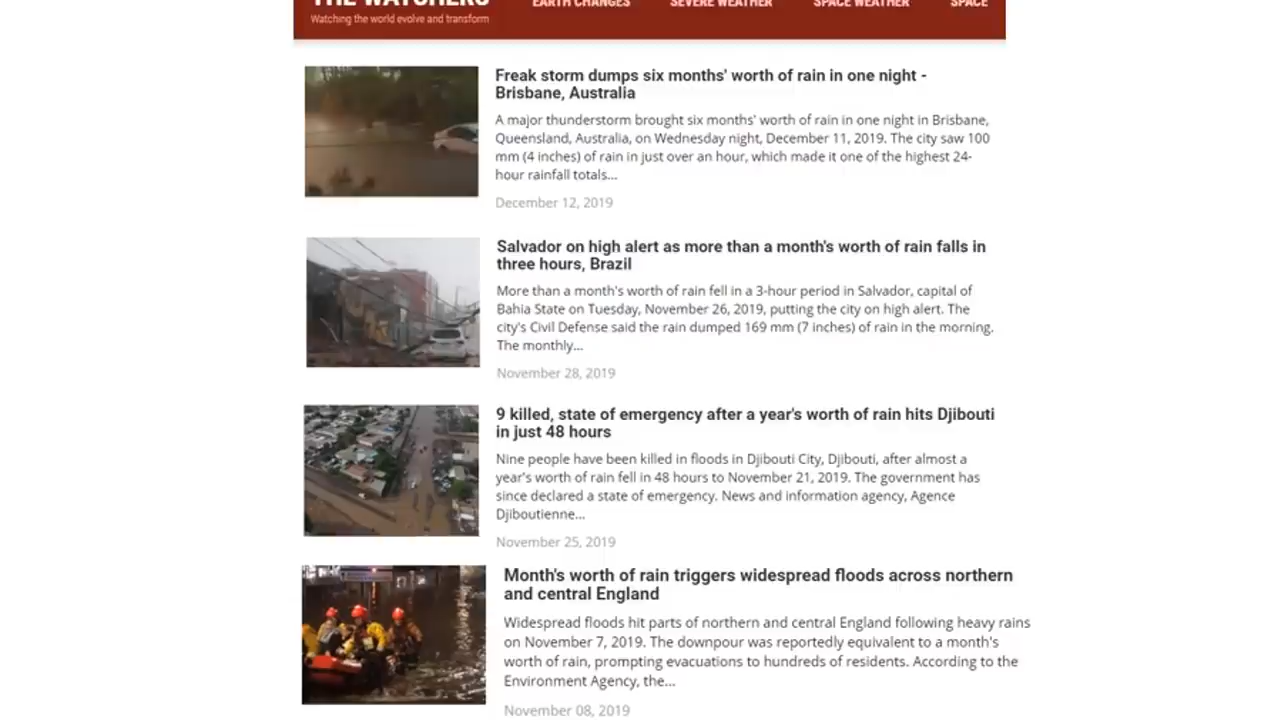 THE WATCHERS
Watching the world evolve and transform
EARTH CHANGES
SEVERE WEATHER
SPACE WEATHER
SPACE
Freak storm dumps six months' worth of rain in one night -
Brisbane, Australia
A major thunderstorm brought six months' worth of rain in one night in Brisbane,
Queensland, Australia, on Wednesday night, December 11, 2019. The city saw 100
mm (4 inches) of rain in just over an hour, which made it one of the highest 24-
hour rainfall totals...
December 12, 2019
Salvador on high alert as more than a month's worth of rain falls in
three hours, Brazil
More than a month's worth of rain fell in a 3-hour period in Salvador, capital of
Bahia State on Tuesday, November 26, 2019, putting the city on high alert. The
city's Civil Defense said the rain dumped 169 mm (7 inches) of rain in the morning.
The monthly...
November 28, 2019
9 killed, state of emergency after a year's worth of rain hits Djibouti
in just 48 hours
Nine people have been killed in floods in Djibouti City, Djibouti, after almost a
year's worth of rain fell in 48 hours to November 21, 2019. The government has
since declared a state of emergency. News and information agency, Agence
Djiboutienne...
November 25, 2019
Month's worth of rain triggers widespread floods across northern
and central England
Widespread floods hit parts of northern and central England following heavy rains
on November 7, 2019. The downpour was reportedly equivalent to a month's
worth of rain, prompting evacuations to hundreds of residents. According to the
Environment Agency, the...
November 08, 2019